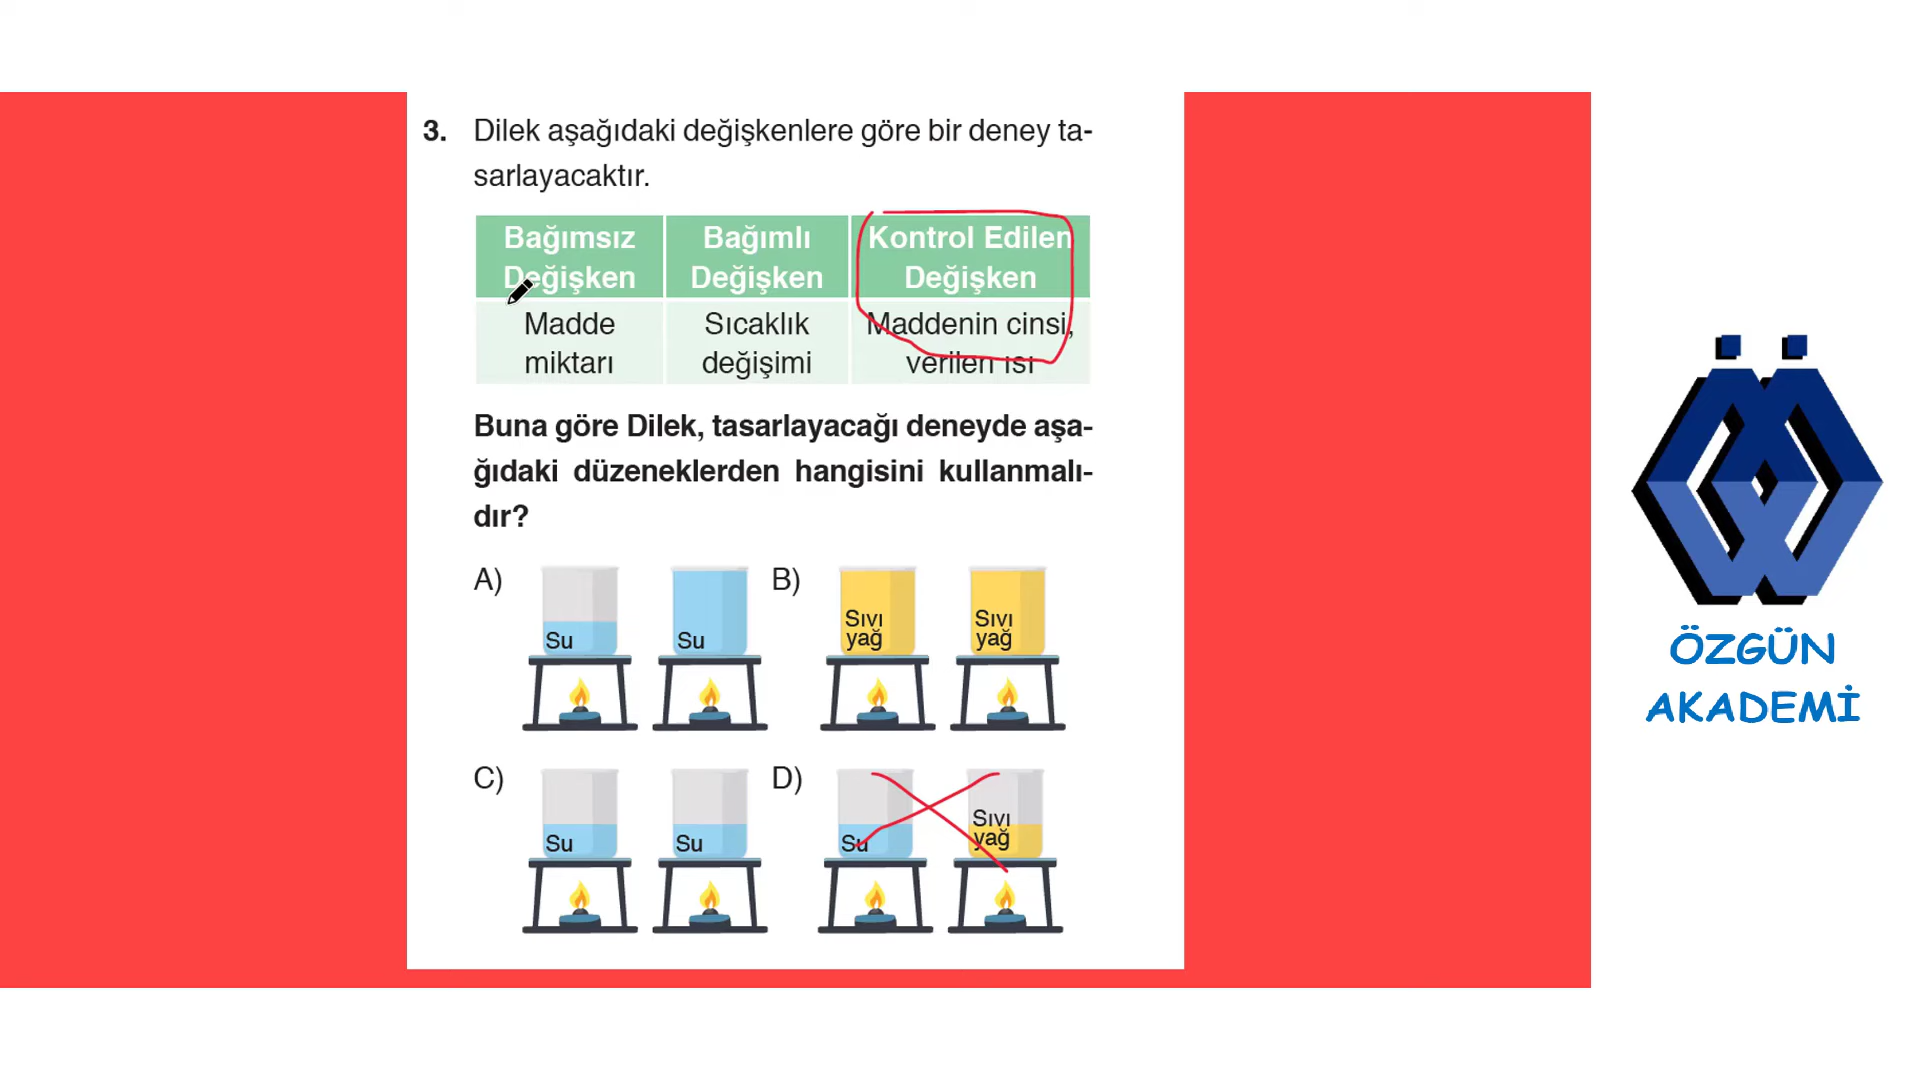 3. Dilek aşağıdaki değişkenlere göre bir deney ta-
sarlayacaktır.
Bağımsız Değişken
Bağımlı Değişken
Kontrol Edilen Değişken
Madde miktarı
Sıcaklık değişimi
Maddenin cinsi, verilen ısı
Buna göre Dilek, tasarlayacağı deneyde aşa-
ğıdaki düzeneklerden hangisini kullanmalı-
dır?
A)
Su
Su
B)
Sıvı yağ
Sıvı yağ
C)
Su
Su
D)
Su
Sıvı yağ
ÖZGÜN
AKADEMİ